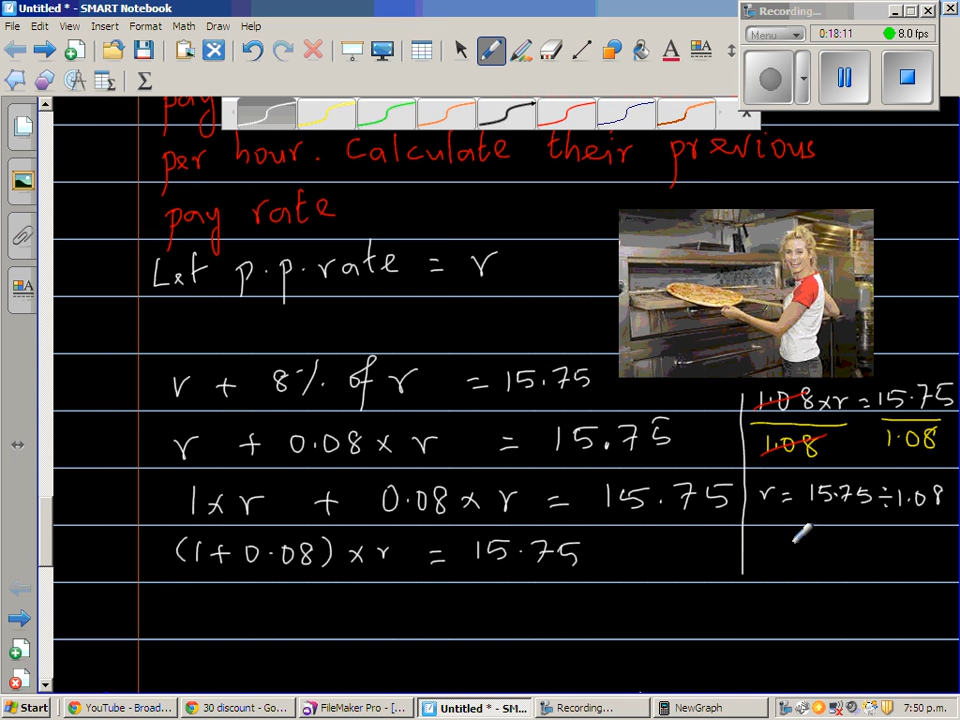 Untitled * - SMART Notebook
Recording...
File Edit View Insert Format Math Draw Help
Menu
0:18:11
8.0 fps
pay
per hour. Calculate their previous
pay rate
Let p.p. rate = r
r + 8% of r = 15.75
r + 0.08 × r = 15.75
1 × r + 0.08 × r = 15.75
(1 + 0.08) × r = 15.75
1.08 × r = 15.75
1.08 1.08
r = 15.75 ÷ 1.08
Start
YouTube - Broad...
30 discount - Go...
FileMaker Pro - [...
Untitled * - SM...
Recording...
NewGraph
7:50 p.m.